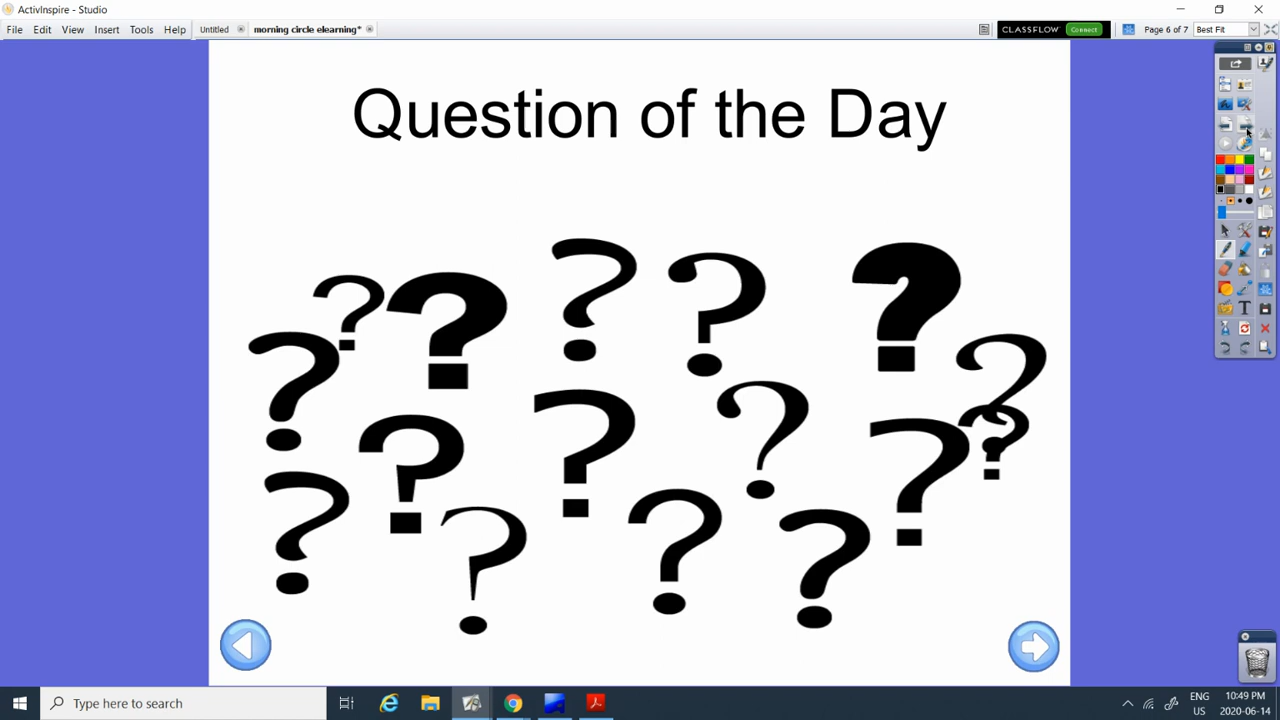 ActivInspire - Studio
File Edit View Insert Tools Help Untitled morning circle elearning* CLASSFLOW Connect Page 6 of 7 Best Fit
Question of the Day
? ? ? ? ?
? ?
? ? ? ? ?
? ? ? ?
T
Type here to search
ENG 10:49 PM
US 2020-06-14